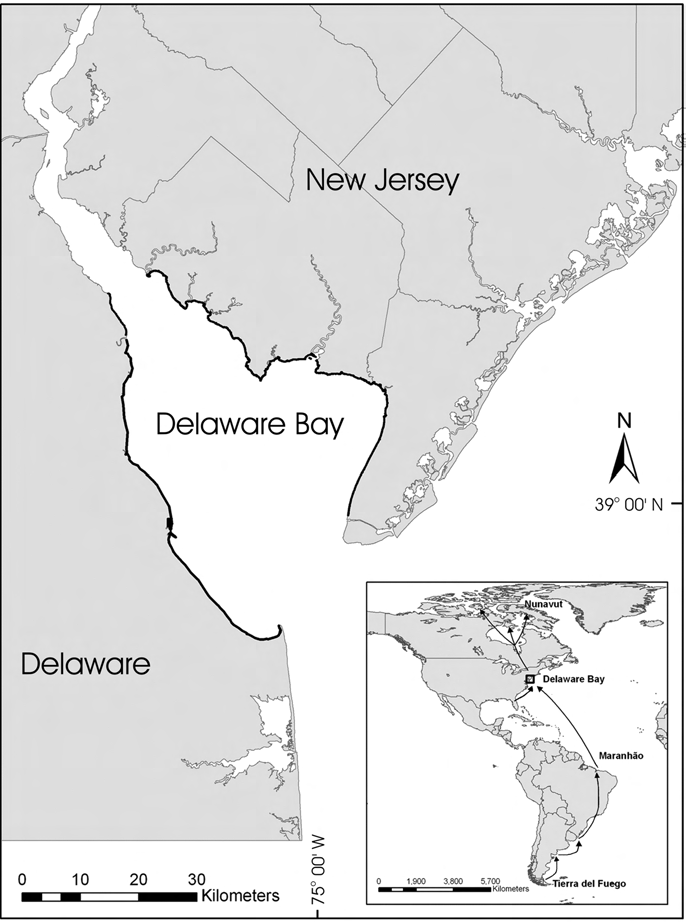 New Jersey
Delaware Bay
N
39° 00' N
Delaware
0 10 20 30
Kilometers
75° 00' W
Nunavut
Delaware Bay
Maranhão
Tierra del Fuego
0 1,900 3,800 5,700
Kilometers